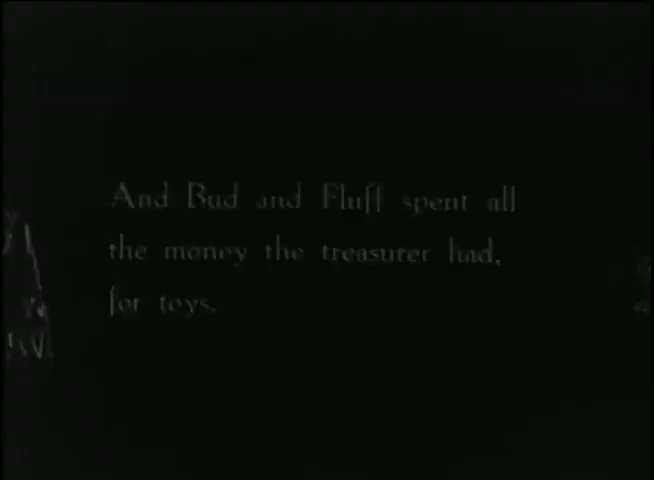 And Bud and Fluff spent all
the money the treasurer had,
for toys.